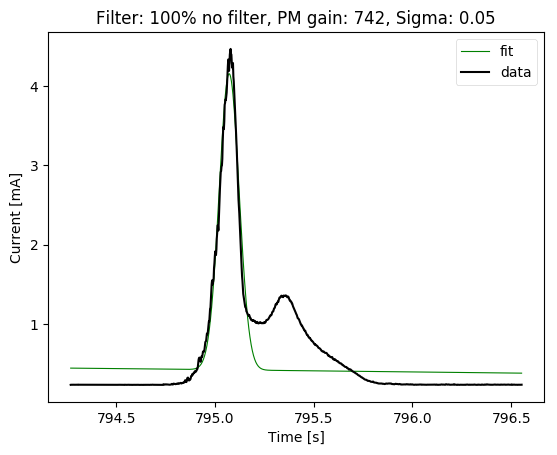 Filter: 100% no filter, PM gain: 742, Sigma: 0.05
fit
data
Current [mA]
4
3
2
1
794.5 795.0 795.5 796.0 796.5
Time [s]